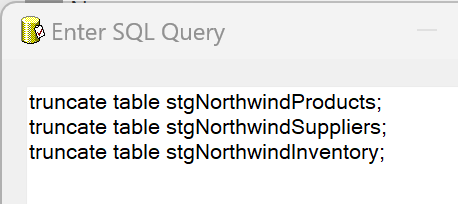 Enter SQL Query
truncate table stgNorthwindProducts;
truncate table stgNorthwindSuppliers;
truncate table stgNorthwindInventory;